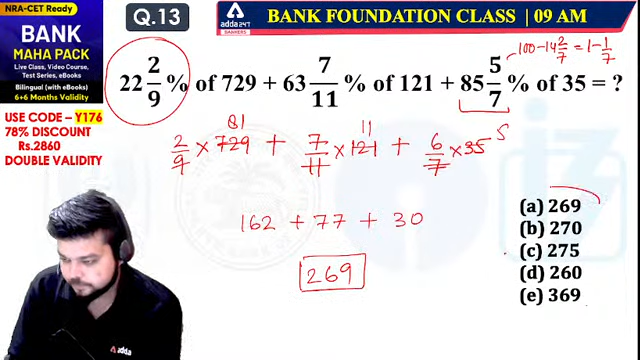 NRA-CET Ready
BANK
MAHA PACK
Live Class, Video Course,
Test Series, eBooks
Bilingual (with eBooks)
6+6 Months Validity
USE CODE – Y176
78% DISCOUNT
Rs.2860
DOUBLE VALIDITY
Q.13
adda247
BANK FOUNDATION CLASS | 09 AM
100 - 14 2/7 = 1 - 1/7
22 2/9 % of 729 + 63 7/11 % of 121 + 85 5/7 % of 35 = ?
81 11 5
2/9 × 729 + 7/11 × 121 + 6/7 × 35
162 + 77 + 30
269
(a) 269
(b) 270
(c) 275
(d) 260
(e) 369
adda